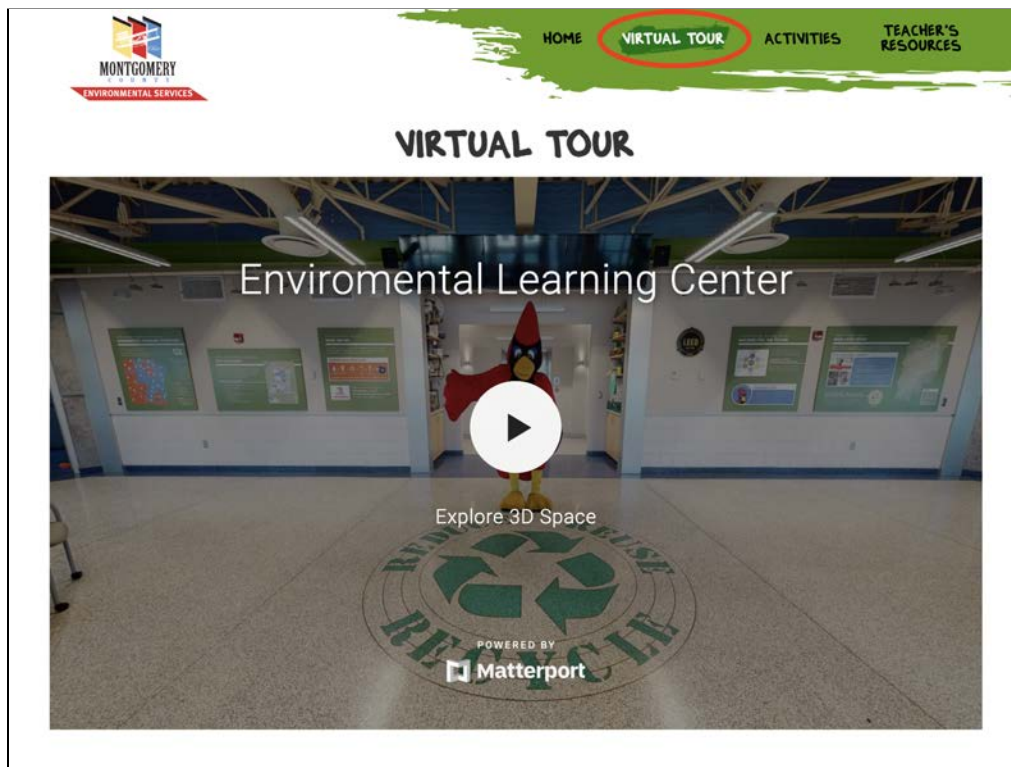 MONTGOMERY
COUNTY
ENVIRONMENTAL SERVICES
HOME
VIRTUAL TOUR
ACTIVITIES
TEACHER'S
RESOURCES
VIRTUAL TOUR
Enviromental Learning Center
Explore 3D Space
REDUCE REUSE
RECYCLE
POWERED BY
Matterport